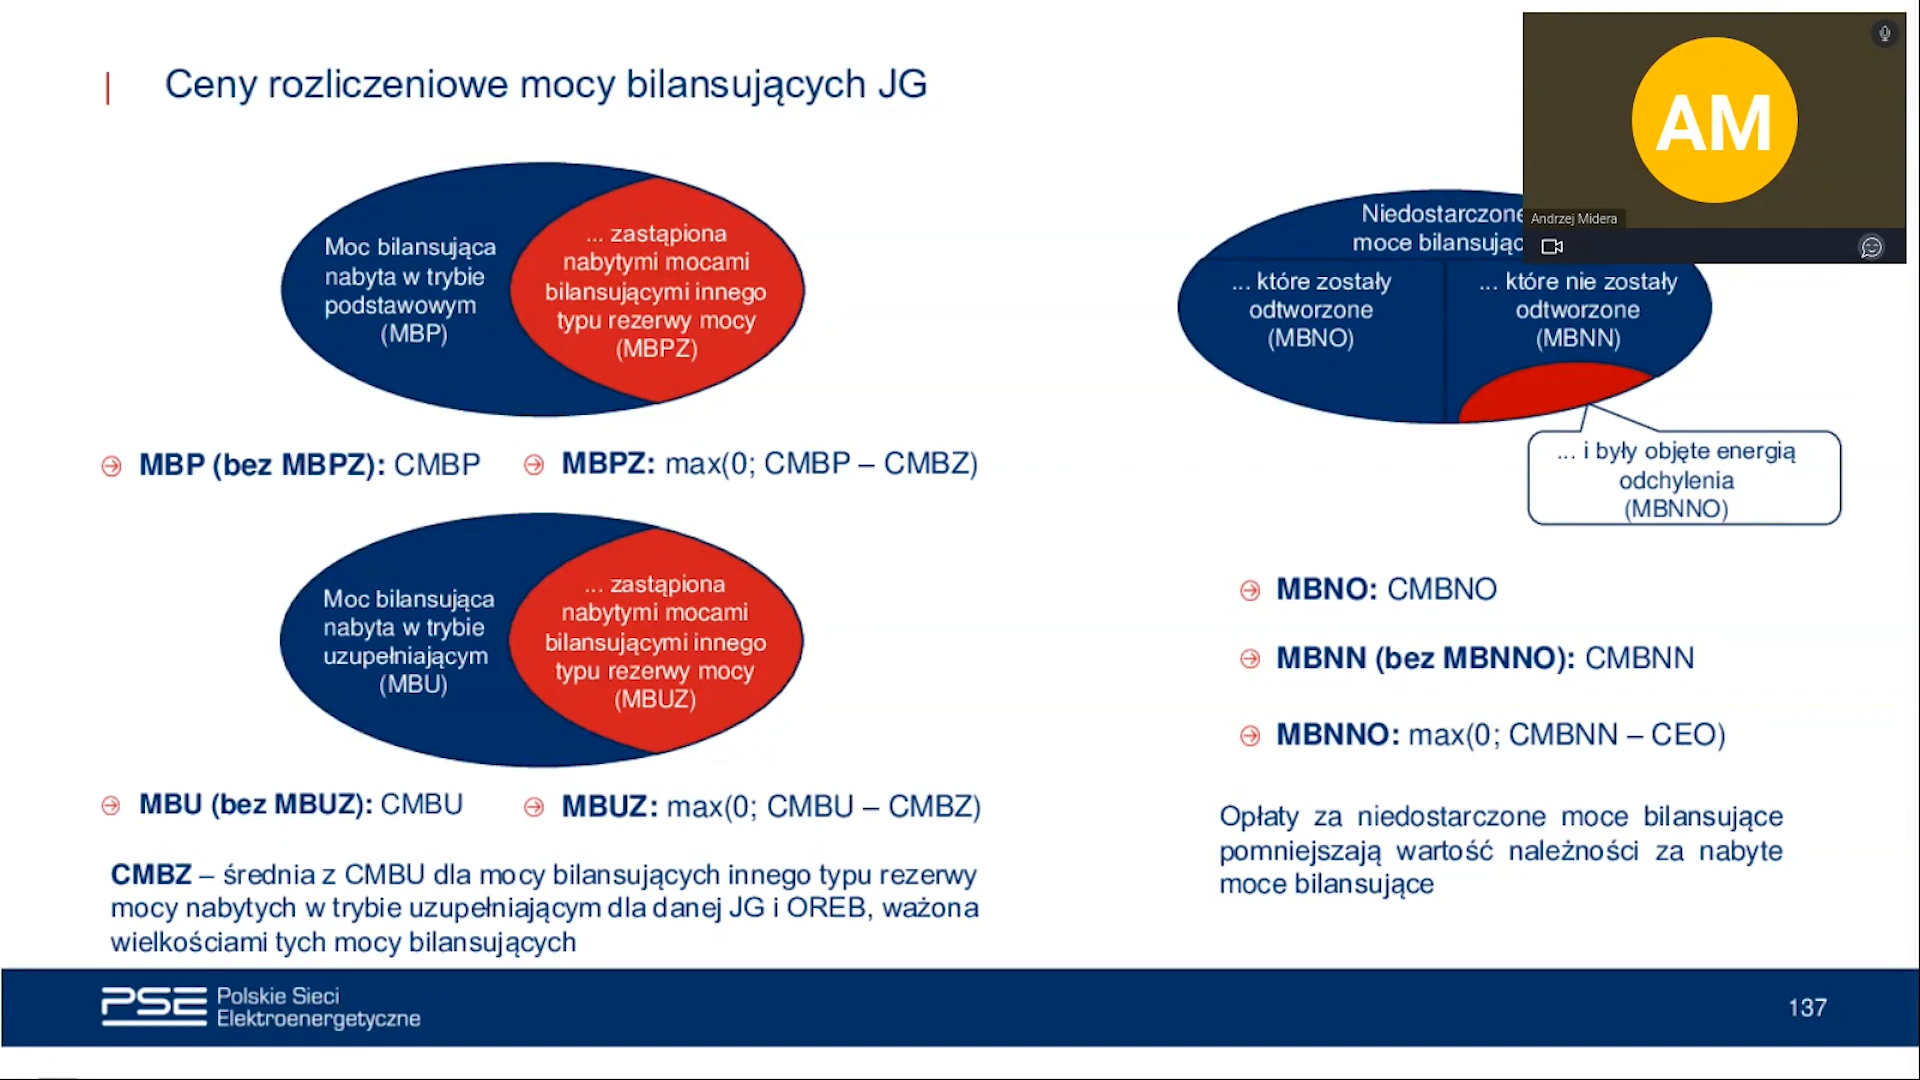 Ceny rozliczeniowe mocy bilansujących JG
AM
Andrzej Midera
Moc bilansująca
nabyta w trybie
podstawowym
(MBP)
... zastąpiona
nabytymi mocami
bilansującymi innego
typu rezerwy mocy
(MBPZ)
MBP (bez MBPZ): CMBP
MBPZ: max(0; CMBP – CMBZ)
Moc bilansująca
nabyta w trybie
uzupełniającym
(MBU)
... zastąpiona
nabytymi mocami
bilansującymi innego
typu rezerwy mocy
(MBUZ)
MBU (bez MBUZ): CMBU
MBUZ: max(0; CMBU – CMBZ)
CMBZ – średnia z CMBU dla mocy bilansujących innego typu rezerwy
mocy nabytych w trybie uzupełniającym dla danej JG i OREB, ważona
wielkościami tych mocy bilansujących
Niedostarczone
moce
... które zostały
odtworzone
(MBNO)
... które nie zostały
odtworzone
(MBNN)
... i były objęte energią
odchylenia
(MBNNO)
MBNO: CMBNO
MBNN (bez MBNNO): CMBNN
MBNNO: max(0; CMBNN – CEO)
Opłaty za niedostarczone moce bilansujące
pomniejszają wartość należności za nabyte
moce bilansujące
PSE Polskie Sieci
Elektroenergetyczne
137